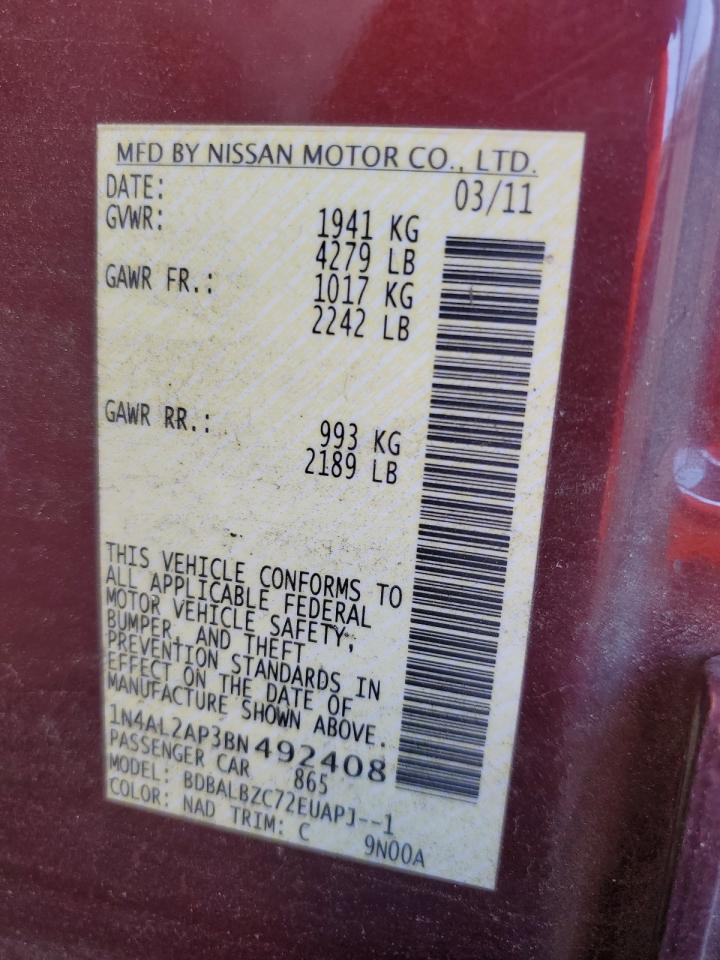 MFD BY NISSAN MOTOR CO., LTD.
DATE: 03/11
GVWR: 1941 KG
4279 LB
GAWR FR.: 1017 KG
2242 LB
GAWR RR.: 993 KG
2189 LB
THIS VEHICLE CONFORMS TO
ALL APPLICABLE FEDERAL
MOTOR VEHICLE SAFETY,
BUMPER, AND THEFT
PREVENTION STANDARDS IN
EFFECT ON THE DATE OF
MANUFACTURE SHOWN ABOVE.
1N4AL2AP3BN492408
PASSENGER CAR 865
MODEL: BDBALBZC72EUAPJ--1
COLOR: NAD TRIM: C 9N00A